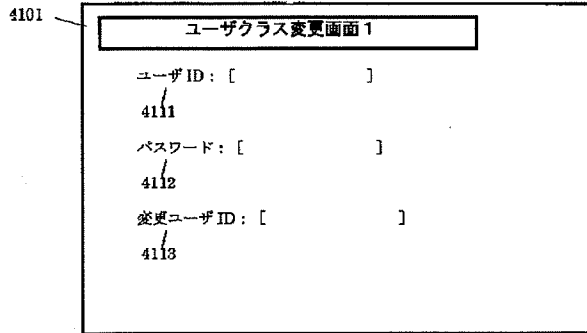 4101
ユーザクラス変更画面1
ユーザID：[ ]
4111
パスワード：[ ]
4112
変更ユーザID：[ ]
4113